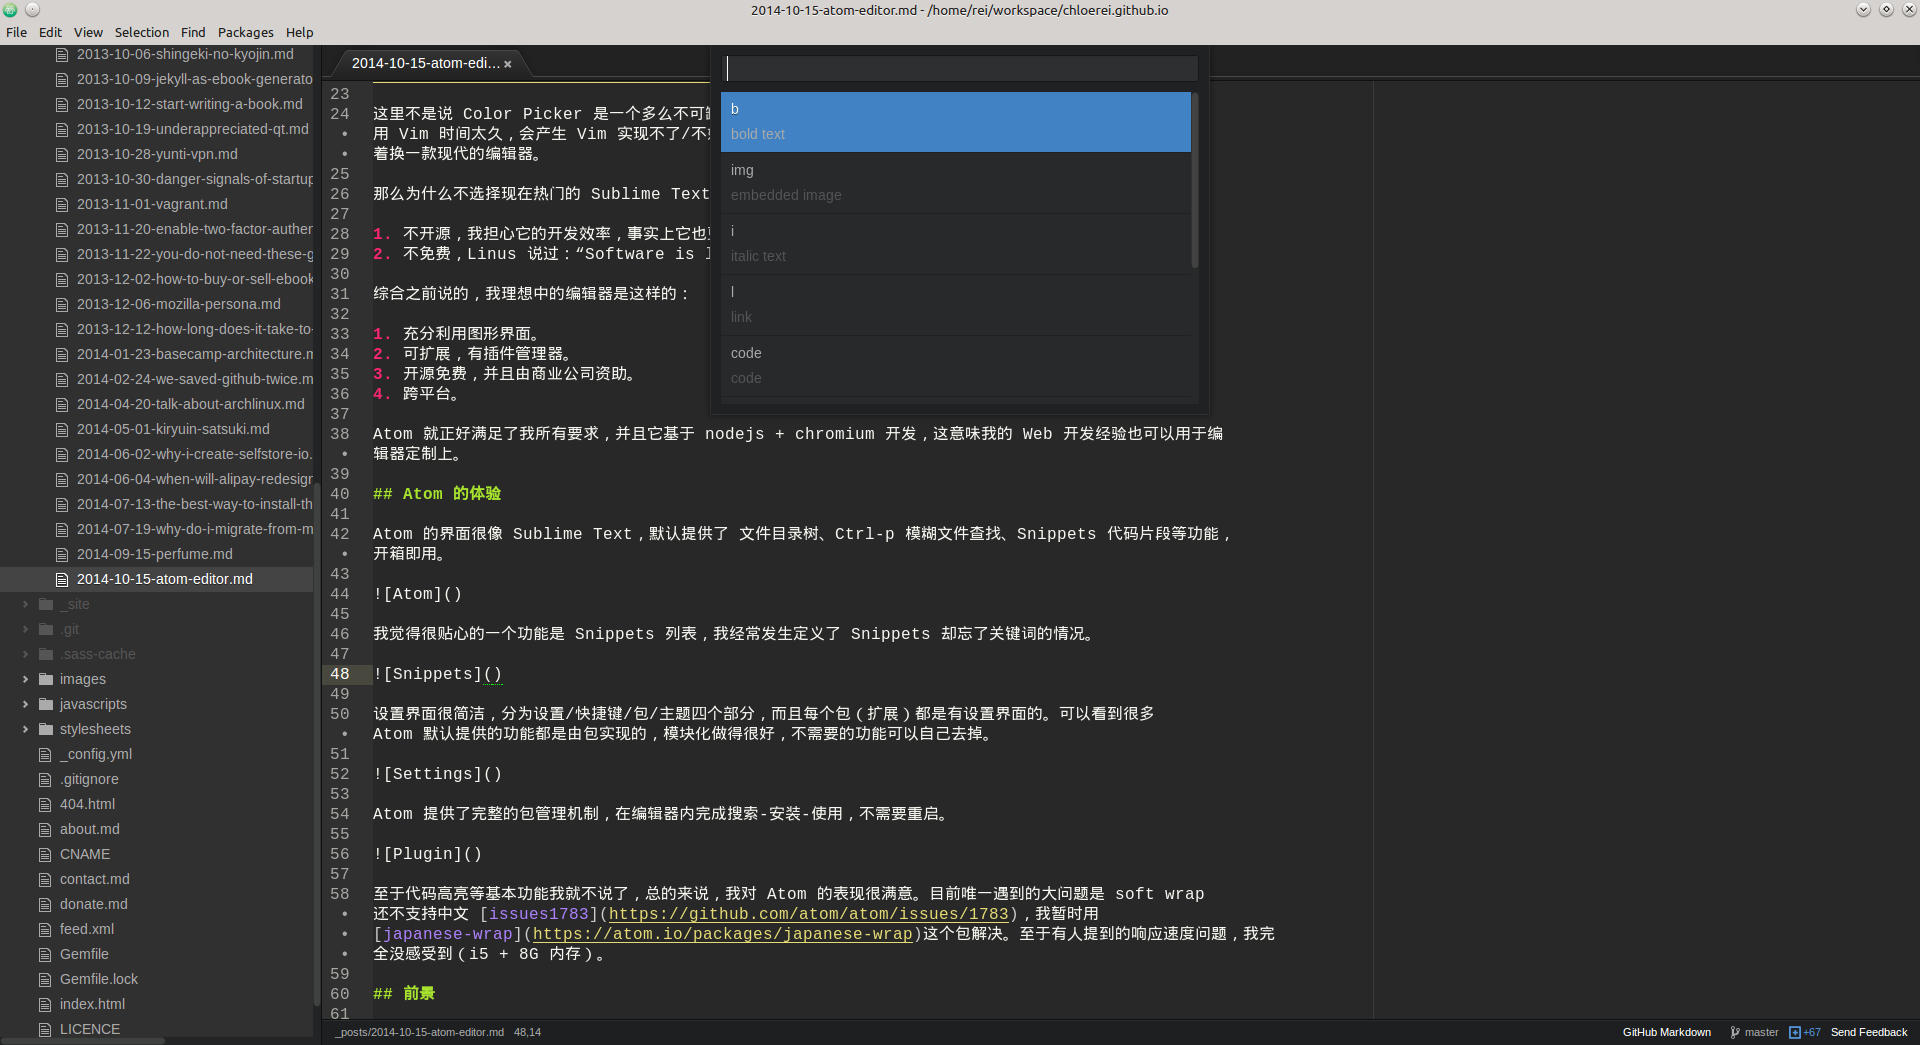 2014-10-15-atom-editor.md - /home/rei/workspace/chloerei.github.io
File Edit View Selection Find Packages Help
2013-10-06-shingeki-no-kyojin.md
2013-10-09-jekyll-as-ebook-generato
2013-10-12-start-writing-a-book.md
2013-10-19-underappreciated-qt.md
2013-10-28-yunti-vpn.md
2013-10-30-danger-signals-of-startup
2013-11-01-vagrant.md
2013-11-20-enable-two-factor-auther
2013-11-22-you-do-not-need-these-g
2013-12-02-how-to-buy-or-sell-ebook
2013-12-06-mozilla-persona.md
2013-12-12-how-long-does-it-take-to-
2014-01-23-basecamp-architecture.m
2014-02-24-we-saved-github-twice.m
2014-04-20-talk-about-archlinux.md
2014-05-01-kiryuin-satsuki.md
2014-06-02-why-i-create-selfstore-io.
2014-06-04-when-will-alipay-redesigr
2014-07-13-the-best-way-to-install-th
2014-07-19-why-do-i-migrate-from-m
2014-09-15-perfume.md
2014-10-15-atom-editor.md
_site
.git
.sass-cache
images
javascripts
stylesheets
_config.yml
.gitignore
404.html
about.md
CNAME
contact.md
donate.md
feed.xml
Gemfile
Gemfile.lock
index.html
LICENCE
2014-10-15-atom-edi... ×
23
24 这里不是说 Color Picker 是一个多么不可
• 用 Vim 时间太久，会产生 Vim 实现不了/不
• 着换一款现代的编辑器。
25
26 那么为什么不选择现在热门的 Sublime Text
27
28 1. 不开源，我担心它的开发效率，事实上它也
29 2. 不免费，Linus 说过：“Software is l
30
31 综合之前说的，我理想中的编辑器是这样的：
32
33 1. 充分利用图形界面。
34 2. 可扩展，有插件管理器。
35 3. 开源免费，并且由商业公司资助。
36 4. 跨平台。
37
38 Atom 就正好满足了我所有要求，并且它基于 nodejs + chromium 开发，这意味我的 Web 开发经验也可以用于编
• 辑器定制上。
39
40 ## Atom 的体验
41
42 Atom 的界面很像 Sublime Text，默认提供了 文件目录树、Ctrl-p 模糊文件查找、Snippets 代码片段等功能，
• 开箱即用。
43
44 ![Atom]()
45
46 我觉得很贴心的一个功能是 Snippets 列表，我经常发生定义了 Snippets 却忘了关键词的情况。
47
48 ![Snippets]()
49
50 设置界面很简洁，分为设置/快捷键/包/主题四个部分，而且每个包（扩展）都是有设置界面的。可以看到很多
• Atom 默认提供的功能都是由包实现的，模块化做得很好，不需要的功能可以自己去掉。
51
52 ![Settings]()
53
54 Atom 提供了完整的包管理机制，在编辑器内完成搜索-安装-使用，不需要重启。
55
56 ![Plugin]()
57
58 至于代码高亮等基本功能我就不说了，总的来说，我对 Atom 的表现很满意。目前唯一遇到的大问题是 soft wrap
• 还不支持中文 [issues1783](https://github.com/atom/atom/issues/1783)，我暂时用
• [japanese-wrap](https://atom.io/packages/japanese-wrap)这个包解决。至于有人提到的响应速度问题，我完
• 全没感受到（i5 + 8G 内存）。
59
60 ## 前景
61
b
bold text
img
embedded image
i
italic text
l
link
code
code
_posts/2014-10-15-atom-editor.md 48,14
GitHub Markdown master +67 Send Feedback